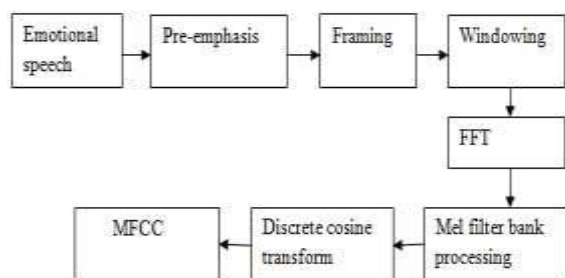 Emotional
speech
Pre-emphasis
Framing
Windowing
FFT
Mel filter bank
processing
Discrete cosine
transform
MFCC